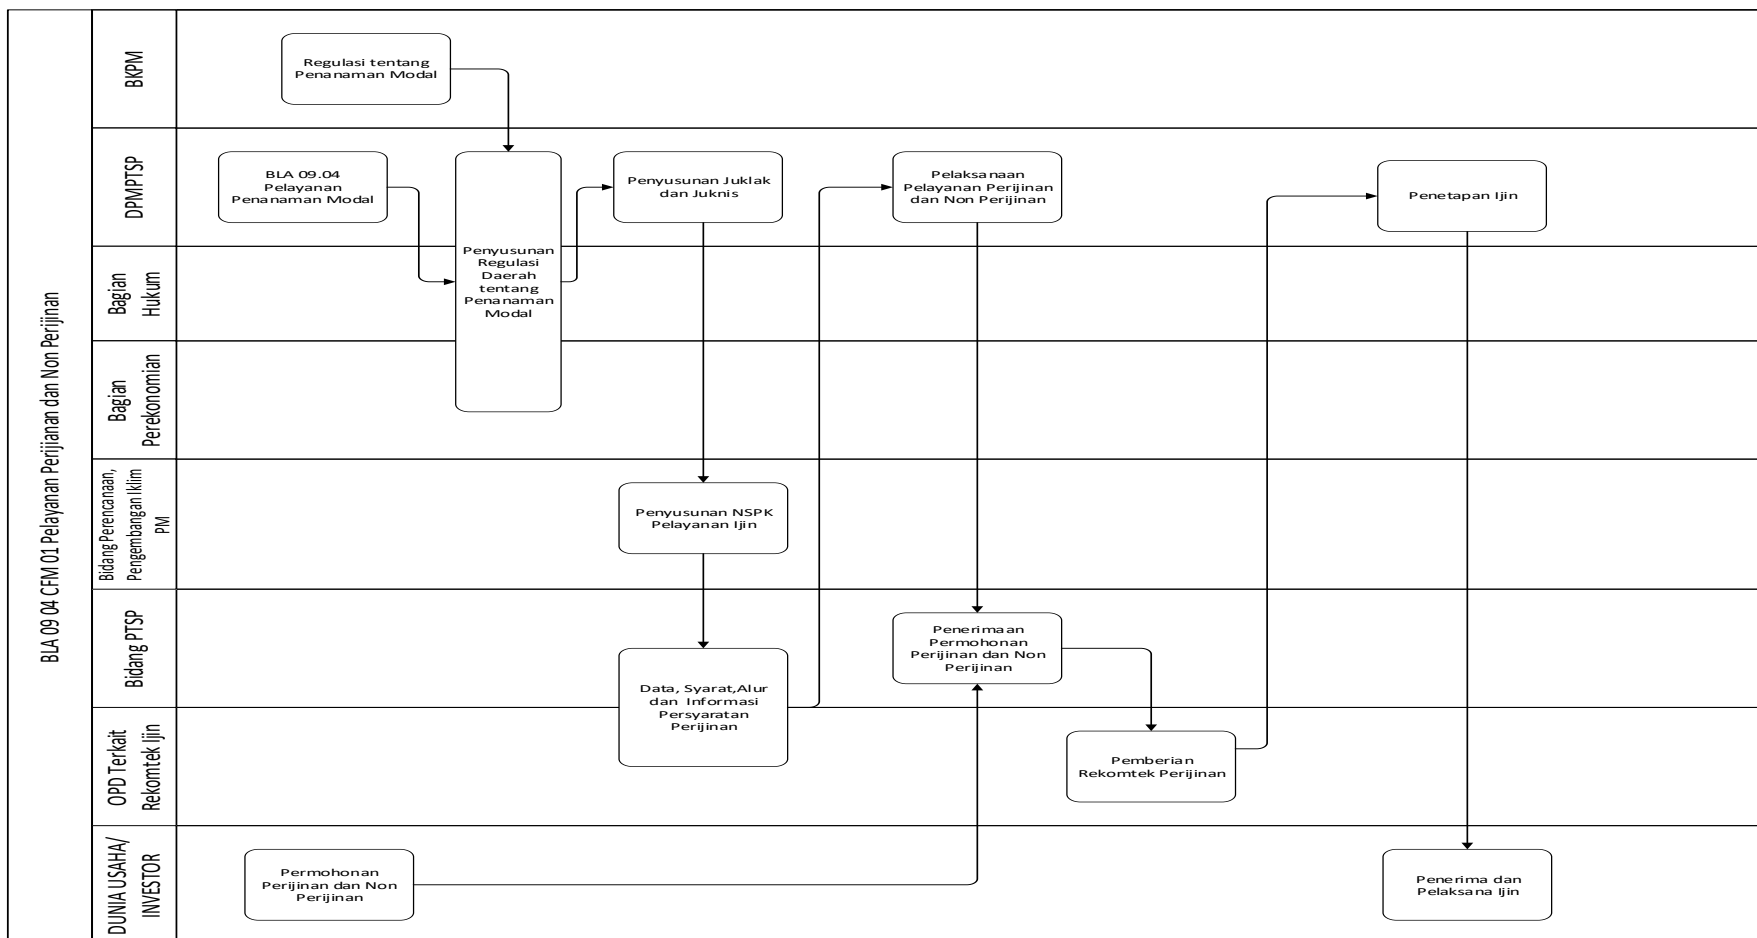 BLA 09 04 CFM 01 Pelayanan Perijianan dan Non Perijinan
BKPM
Regulasi tentang
Penanaman Modal
DPMPTSP
BLA 09.04
Pelayanan
Penanaman Modal
Penyusunan Juklak
dan Juknis
Pelaksanaan
Pelayanan Perijinan
dan Non Perijinan
Penetapan Ijin
Bagian
Hukum
Penyusunan
Regulasi
Daerah
tentang
Penanaman
Modal
Bagian
Perekonomian
Bidang Perencanaan,
Pengembangan Iklim
PM
Penyusunan NSPK
Pelayanan Ijin
Bidang PTSP
Data, Syarat,Alur
dan Informasi
Persyaratan
Perijinan
Penerimaan
Permohonan
Perijinan dan Non
Perijinan
OPD Terkait
Rekomtek Ijin
Pemberian
Rekomtek Perijinan
DUNIA USAHA/
INVESTOR
Permohonan
Perijinan dan Non
Perijinan
Penerima dan
Pelaksana Ijin